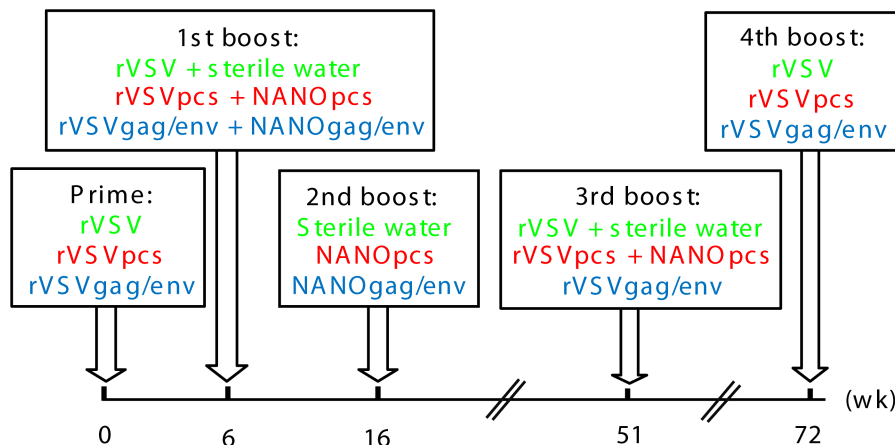 1st boost:
rVSV + sterile water
rVSVpcs + NANOpcs
rVSVgag/env + NANOgag/env
4th boost:
rVSV
rVSVpcs
rVSVgag/env
Prime:
rVSV
rVSVpcs
rVSVgag/env
2nd boost:
Sterile water
NANOpcs
NANOgag/env
3rd boost:
rVSV + sterile water
rVSVpcs + NANOpcs
rVSVgag/env
(wk)
0 6 16 51 72